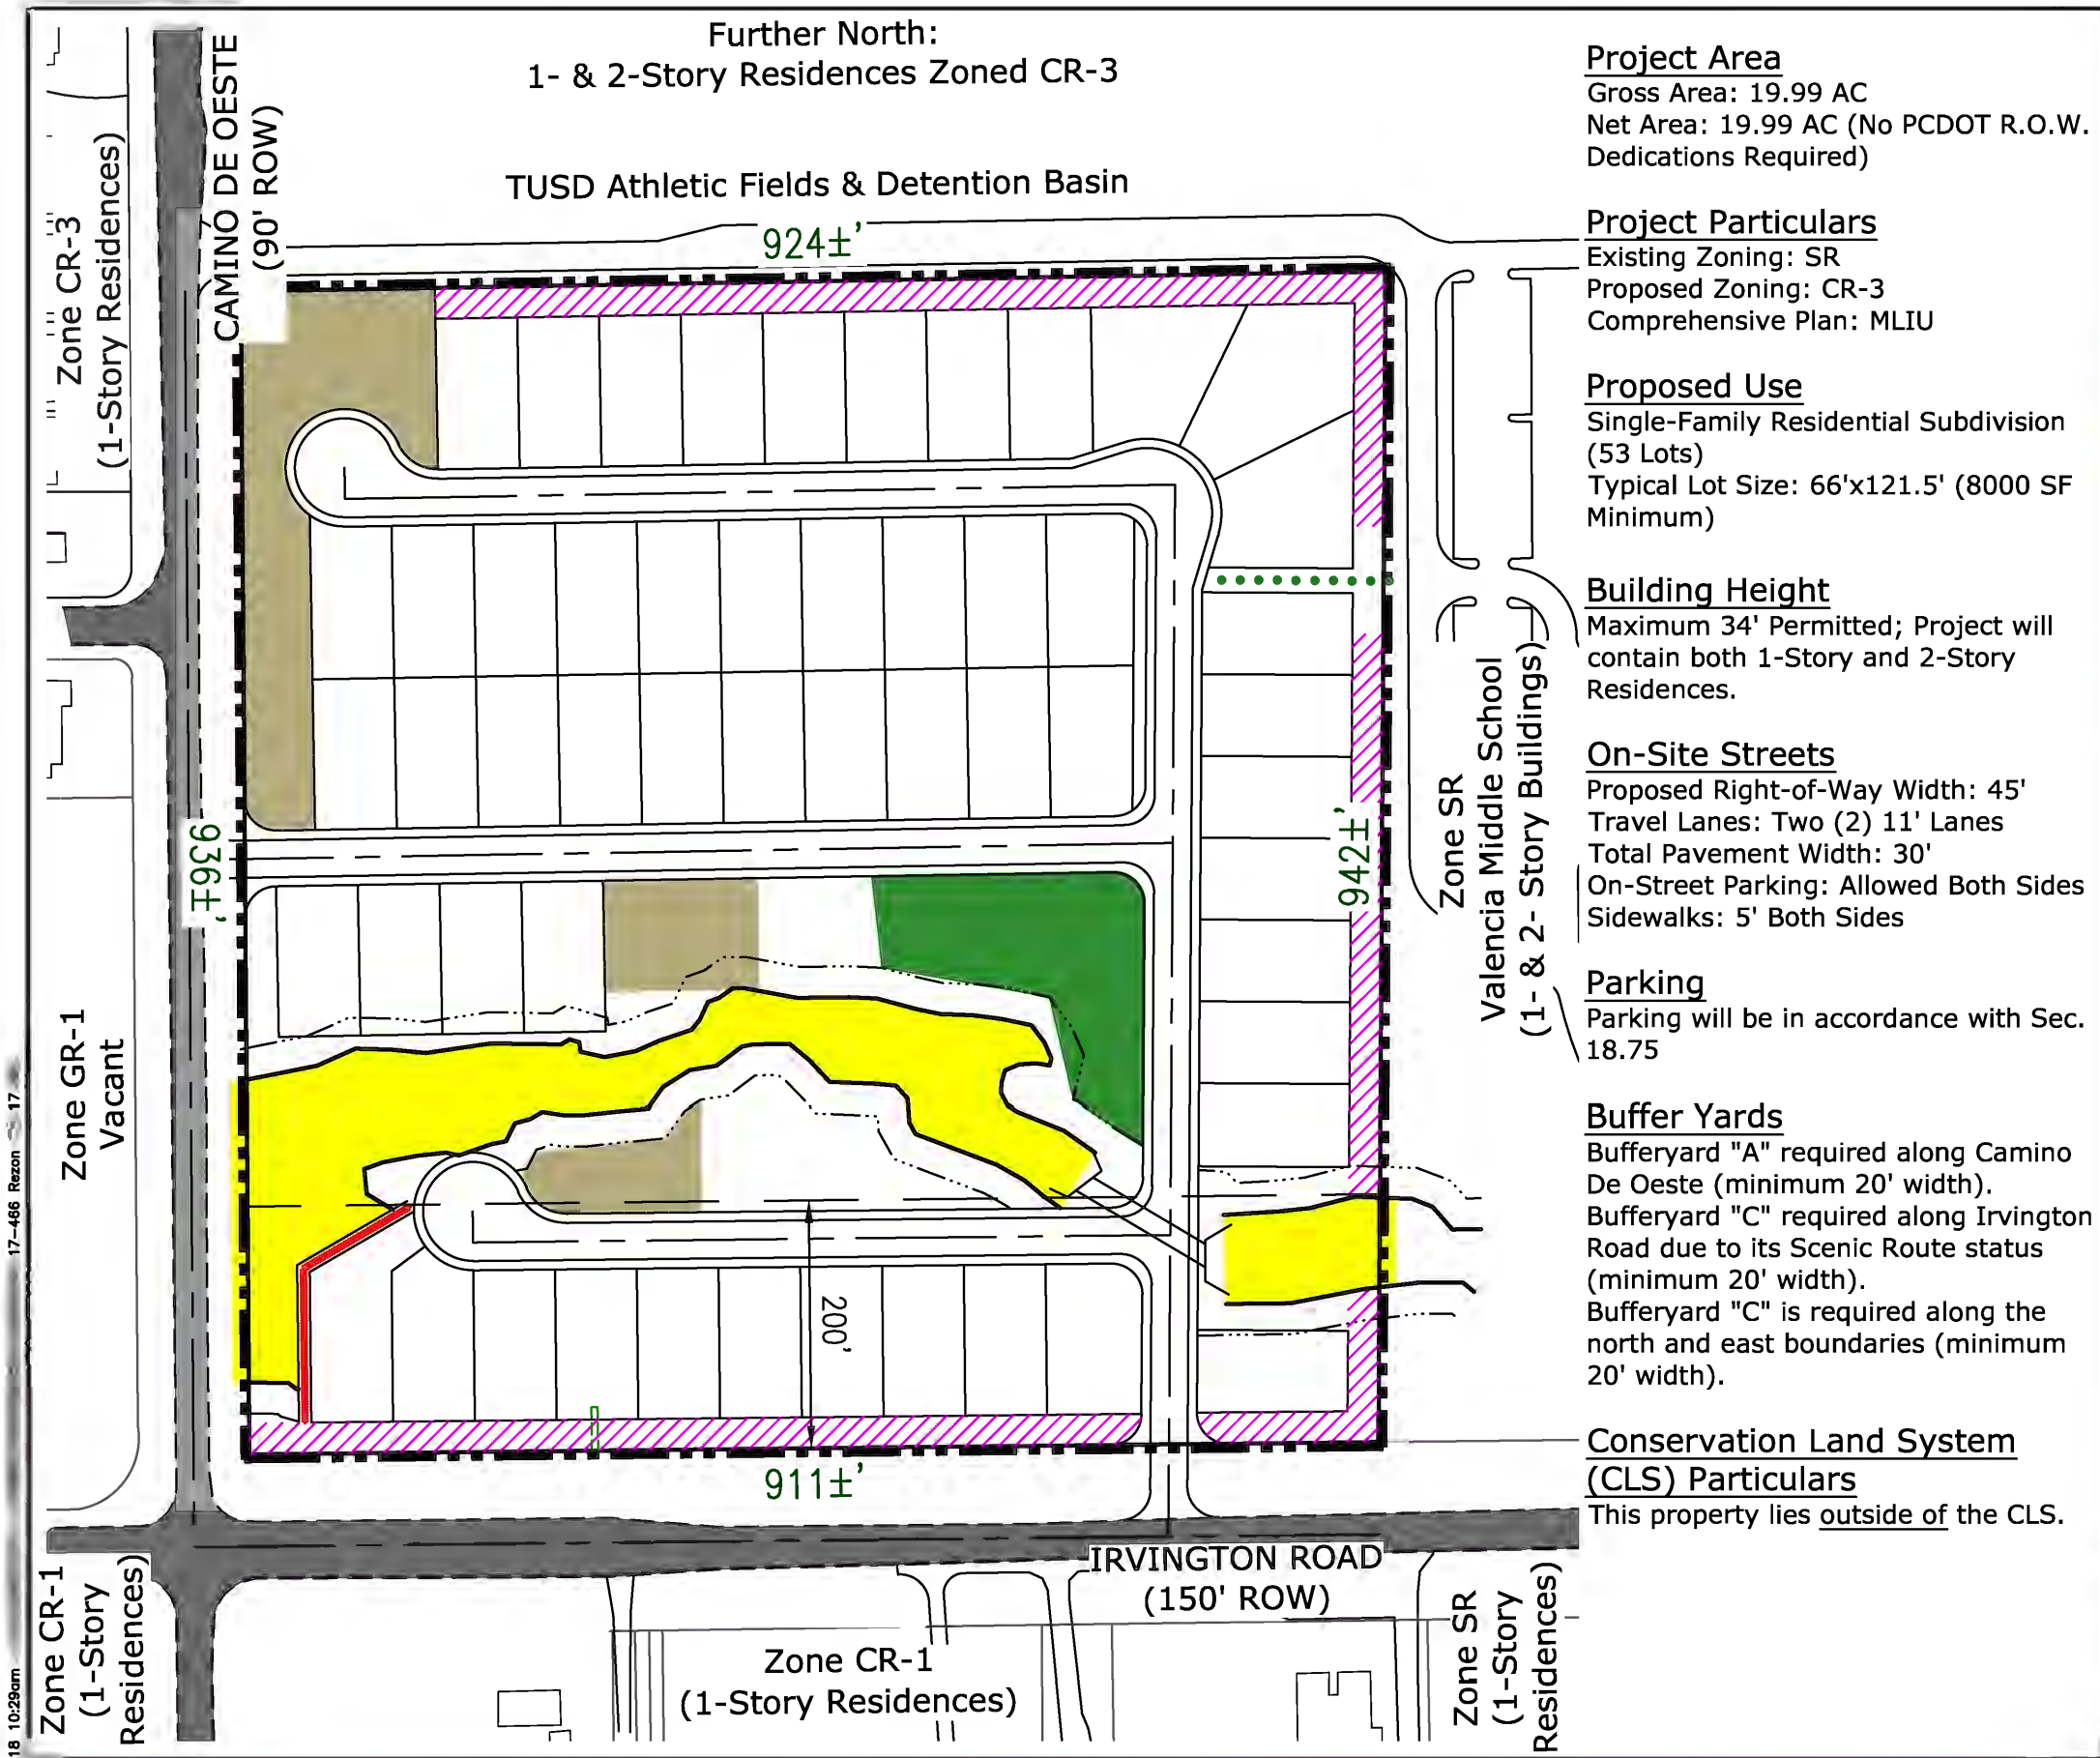 Further North:
1- & 2-Story Residences Zoned CR-3
TUSD Athletic Fields & Detention Basin
924±'
CAMINO DE OESTE
(90' ROW)
Zone CR-3
(1-Story Residences)
936±'
942±'
911±'
200'
Zone GR-1
Vacant
Zone SR
Valencia Middle School
(1- & 2- Story Buildings)
IRVINGTON ROAD
(150' ROW)
Zone CR-1
(1-Story
Residences)
Zone CR-1
(1-Story Residences)
Zone SR
(1-Story
Residences)
18 10:29am
17-466 Rezon
Project Area
Gross Area: 19.99 AC
Net Area: 19.99 AC (No PCDOT R.O.W.
Dedications Required)
Project Particulars
Existing Zoning: SR
Proposed Zoning: CR-3
Comprehensive Plan: MLIU
Proposed Use
Single-Family Residential Subdivision
(53 Lots)
Typical Lot Size: 66'x121.5' (8000 SF
Minimum)
Building Height
Maximum 34' Permitted; Project will
contain both 1-Story and 2-Story
Residences.
On-Site Streets
Proposed Right-of-Way Width: 45'
Travel Lanes: Two (2) 11' Lanes
Total Pavement Width: 30'
On-Street Parking: Allowed Both Sides
Sidewalks: 5' Both Sides
Parking
Parking will be in accordance with Sec.
18.75
Buffer Yards
Bufferyard "A" required along Camino
De Oeste (minimum 20' width).
Bufferyard "C" required along Irvington
Road due to its Scenic Route status
(minimum 20' width).
Bufferyard "C" is required along the
north and east boundaries (minimum
20' width).
Conservation Land System
(CLS) Particulars
This property lies outside of the CLS.